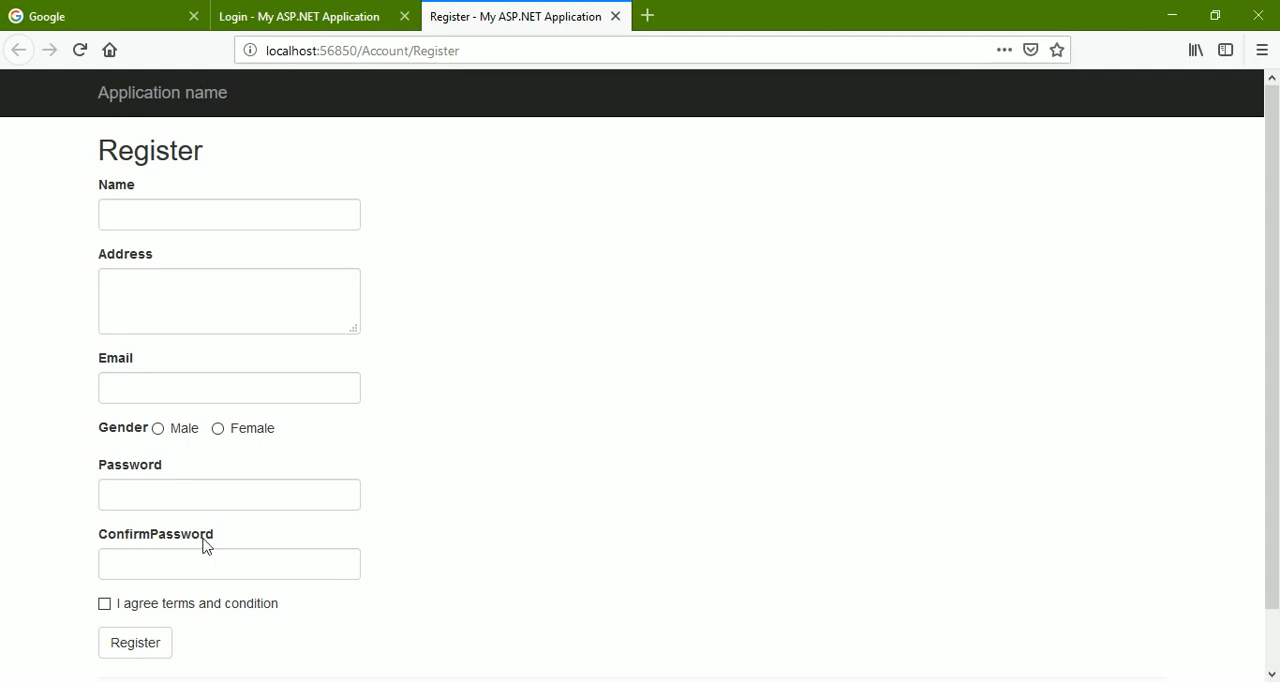 Google
Login - My ASP.NET Application
Register - My ASP.NET Application
localhost:56850/Account/Register
Application name
Register
Name
Address
Email
Gender Male Female
Password
ConfirmPassword
I agree terms and condition
Register